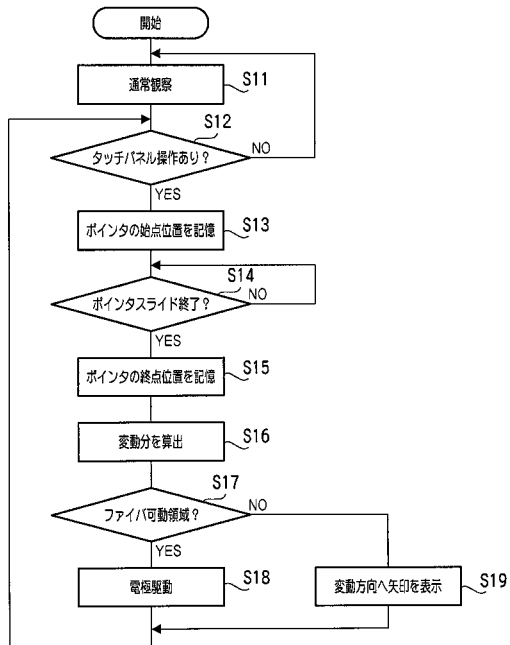 開始
通常観察
S11
タッチパネル操作あり?
S12
NO
YES
ポインタの始点位置を記憶
S13
ポインタスライド終了?
S14
NO
YES
ポインタの終点位置を記憶
S15
変動分を算出
S16
ファイバ可動領域?
S17
NO
YES
電極駆動
S18
変動方向へ矢印を表示
S19